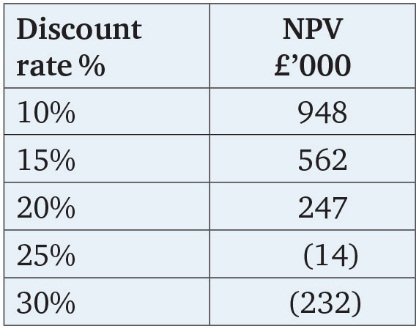 Discount NPV
rate % £’000
10% 948
15% 562
20% 247
25% (14)
30% (232)